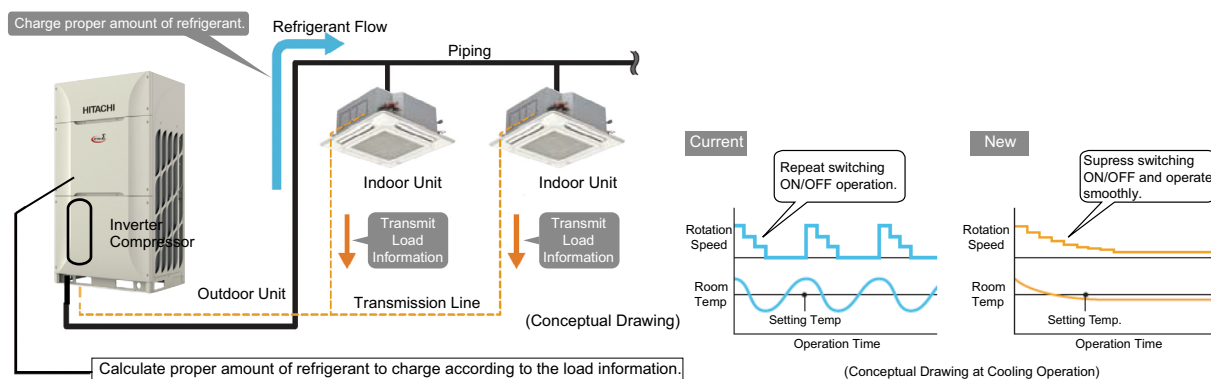 Charge proper amount of refrigerant.
Refrigerant Flow
Piping
HITACHI
Indoor Unit
Indoor Unit
Inverter
Compressor
Transmit
Load
Information
Transmit
Load
Information
Outdoor Unit
Transmission Line
(Conceptual Drawing)
Calculate proper amount of refrigerant to charge according to the load information.
Current
Repeat switching
ON/OFF operation.
Rotation
Speed
Room
Temp
Setting Temp
Operation Time
New
Supress switching
ON/OFF and operate
smoothly.
Rotation
Speed
Room
Temp
Setting Temp.
Operation Time
(Conceptual Drawing at Cooling Operation)